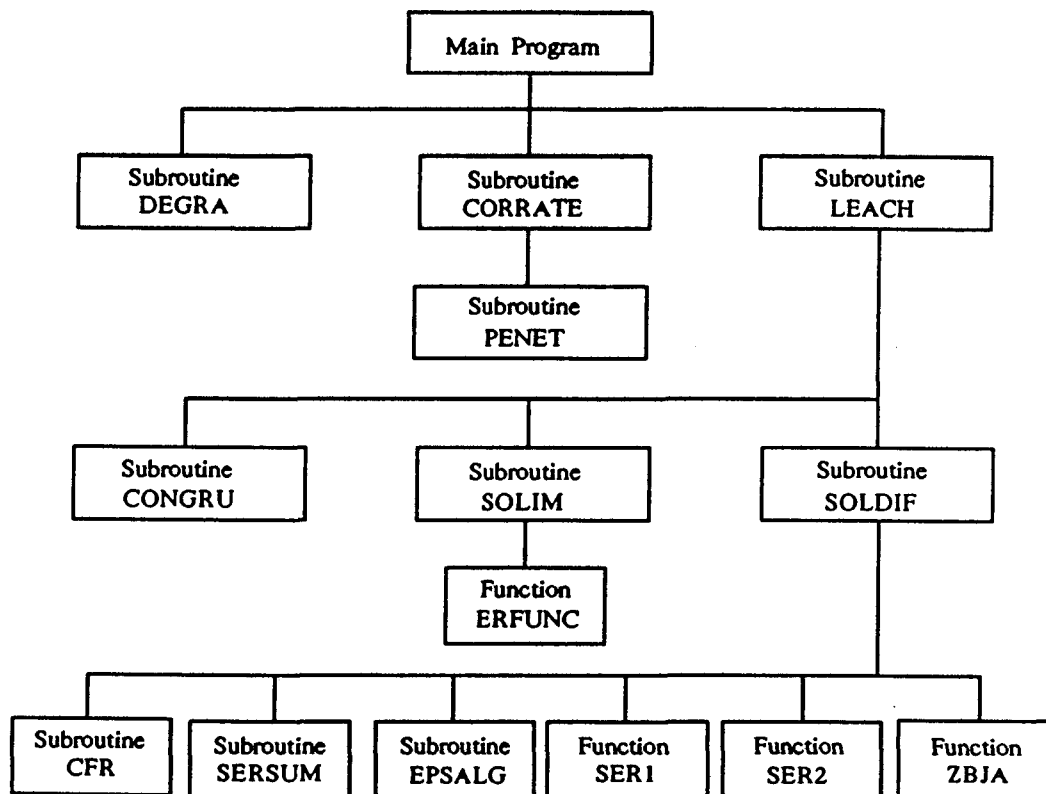 Main Program
Subroutine
DEGRA
Subroutine
CORRATE
Subroutine
LEACH
Subroutine
PENET
Subroutine
CONGRU
Subroutine
SOLIM
Subroutine
SOLDIF
Function
ERFUNC
Subroutine
CFR
Subroutine
SERSUM
Subroutine
EPSALG
Function
SER1
Function
SER2
Function
ZBJA